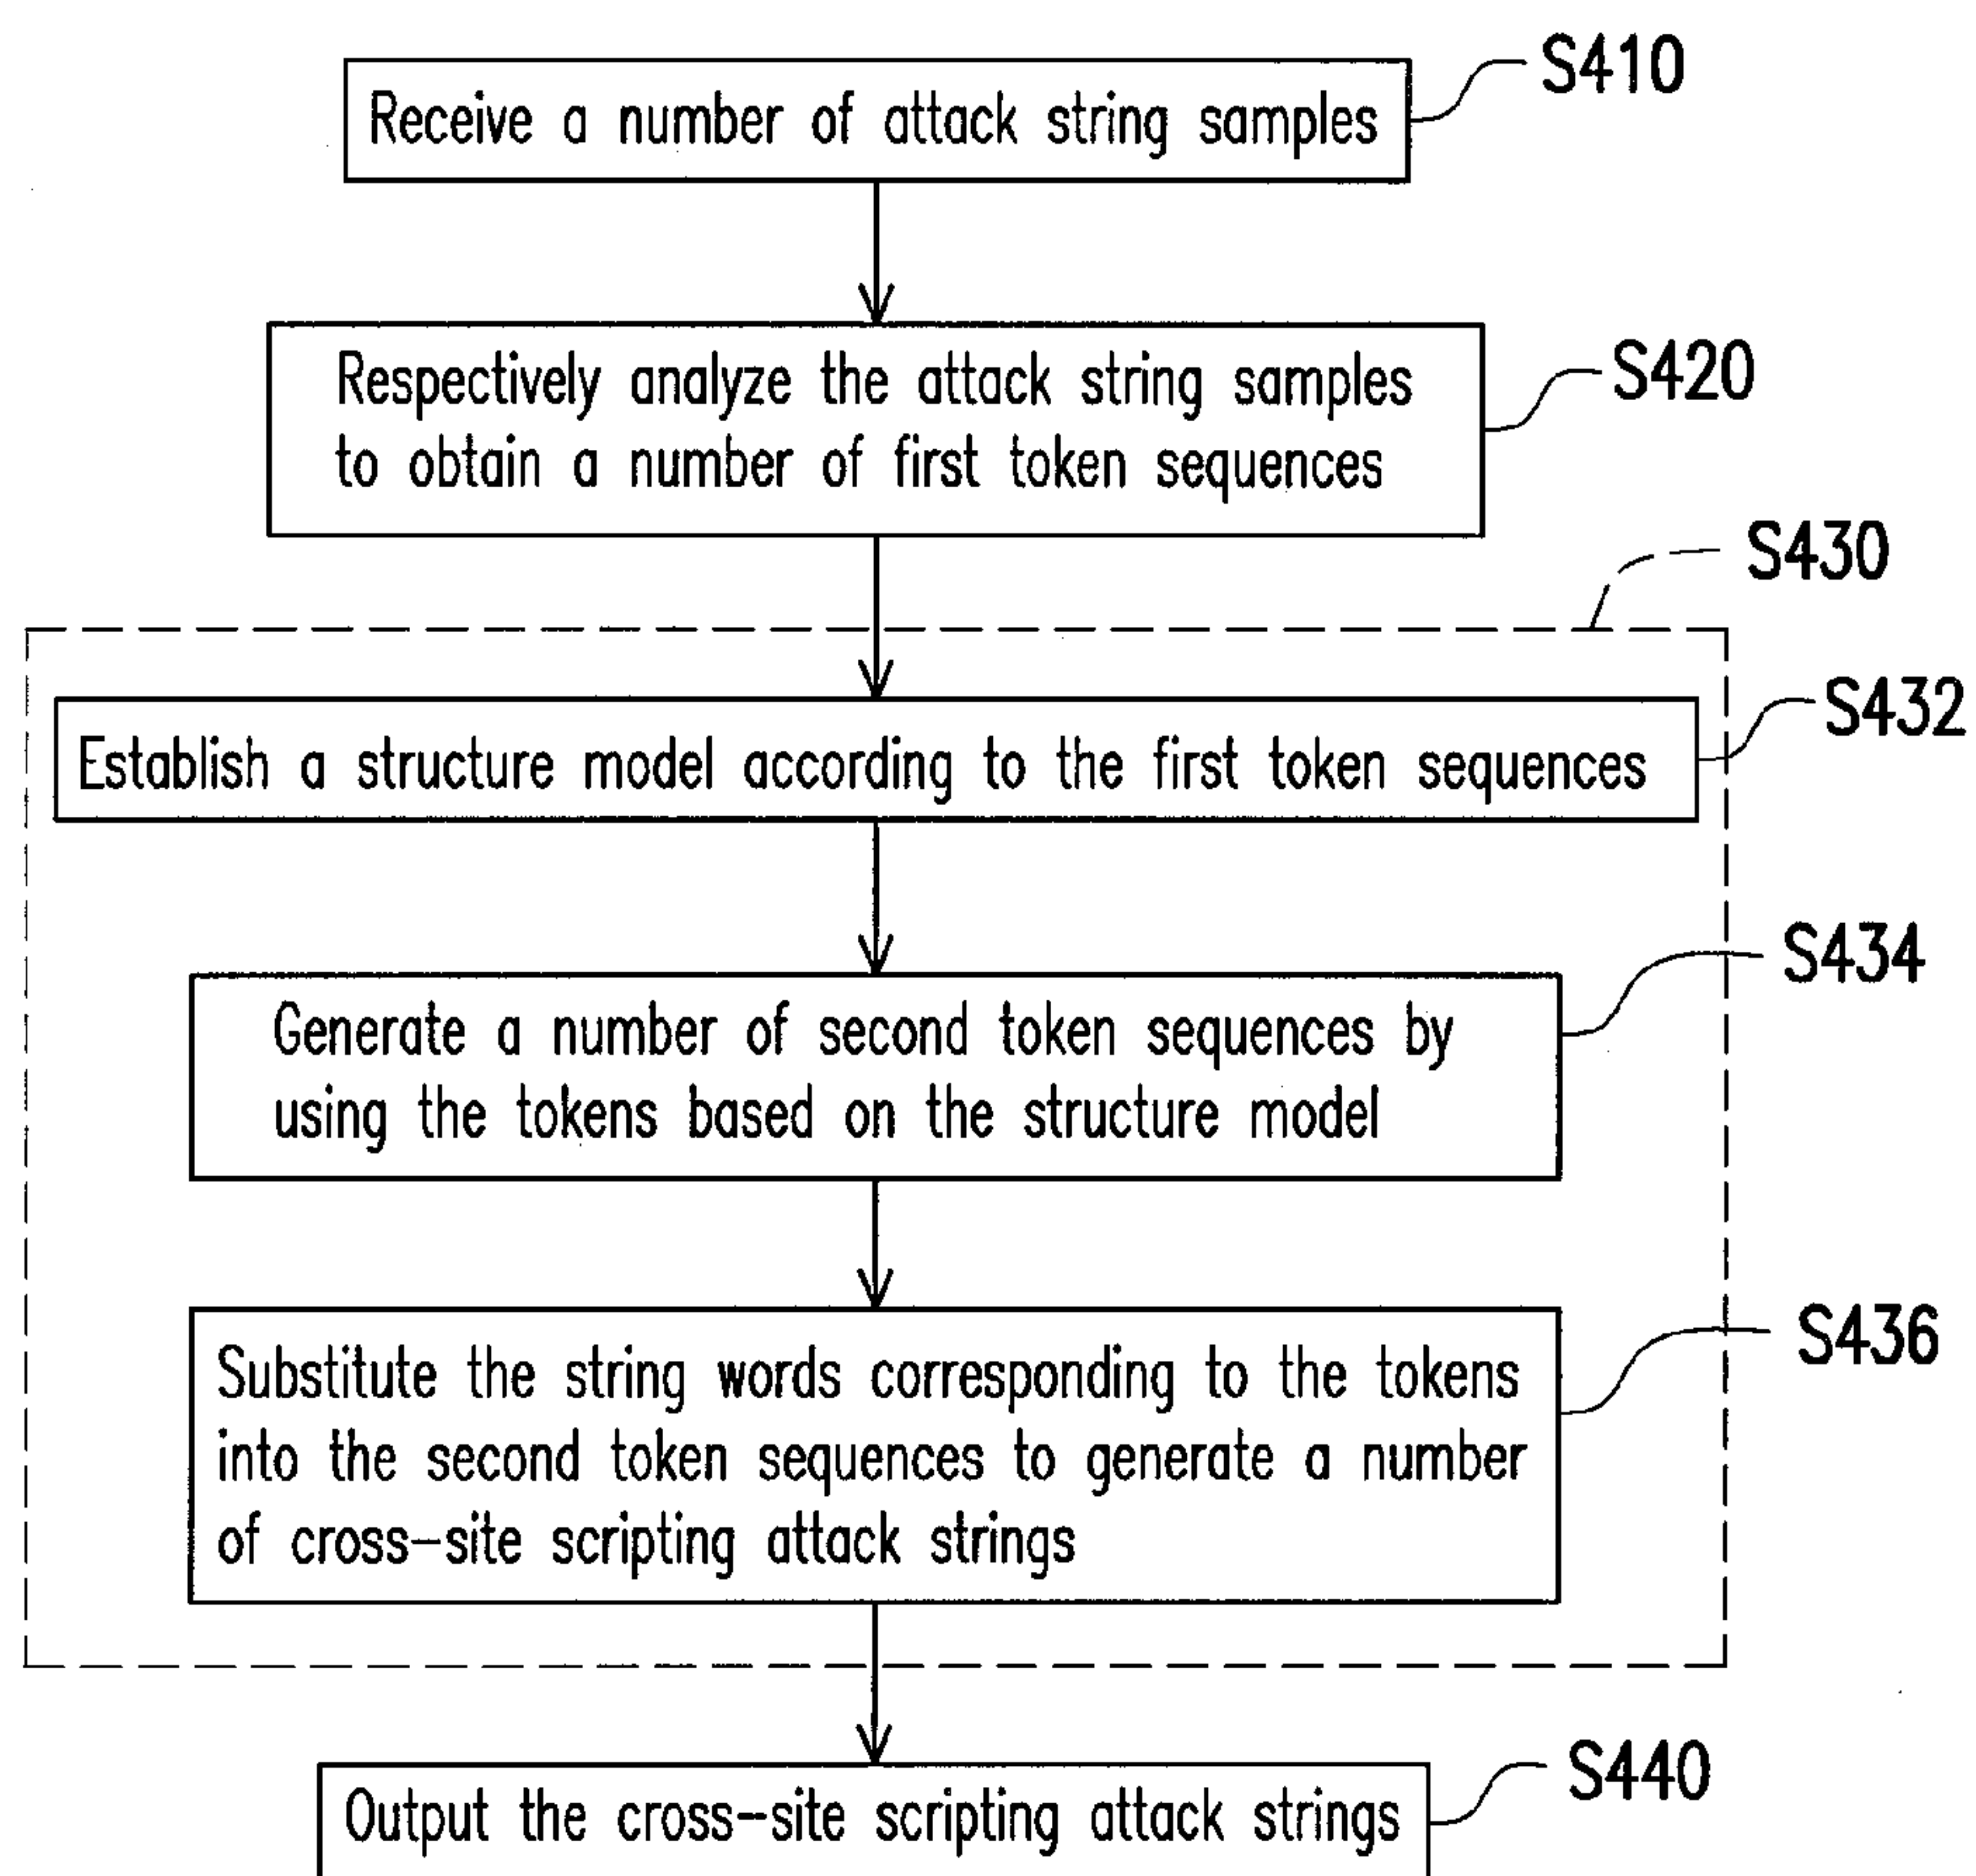 Receive a number of attack string samples
S410
Respectively analyze the attack string samples
to obtain a number of first token sequences
S420
S430
Establish a structure model according to the first token sequences
S432
Generate a number of second token sequences by
using the tokens based on the structure model
S434
Substitute the string words corresponding to the tokens
into the second token sequences to generate a number
of cross-site scripting attack strings
S436
Output the cross-site scripting attack strings
S440